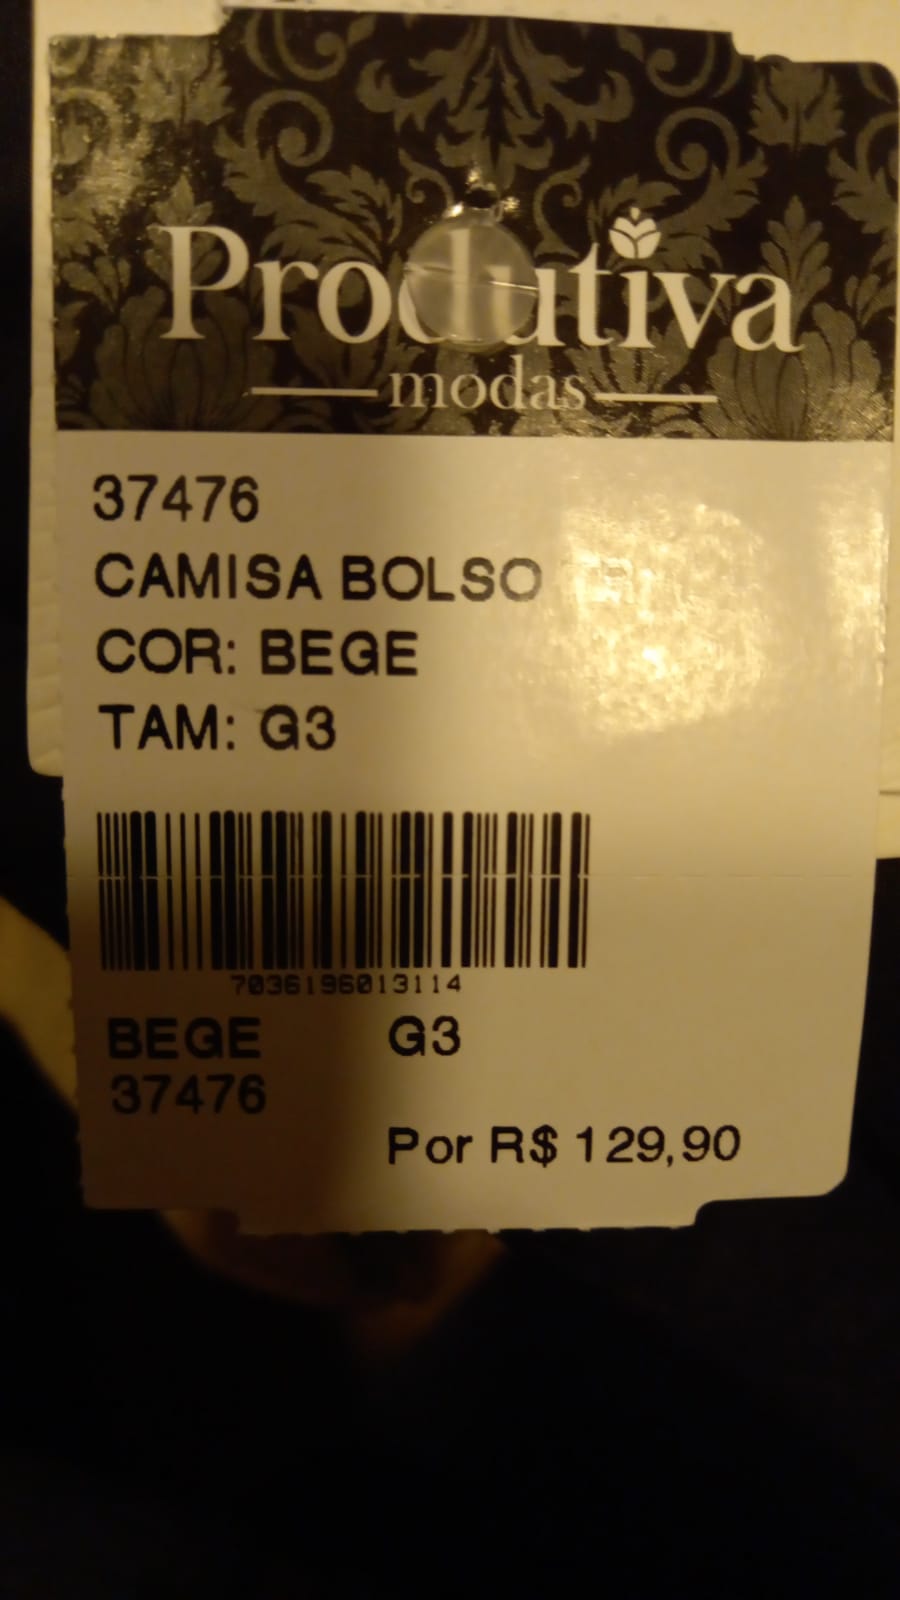 Produtiva
modas
37476
CAMISA BOLSO
COR: BEGE
TAM: G3
7036196013114
BEGE G3
37476
Por R$ 129,90